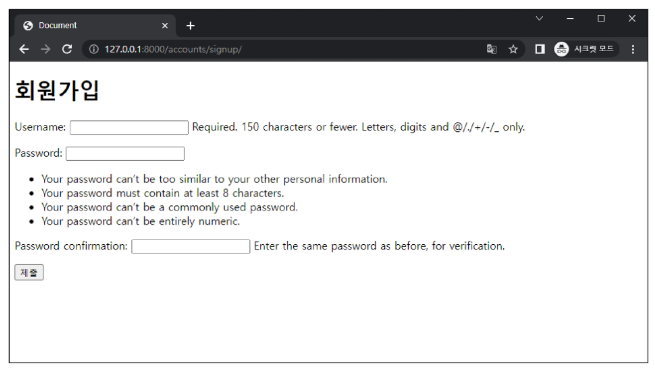 Document
127.0.0.1:8000/accounts/signup/
시크릿 모드
회원가입
Username: Required. 150 characters or fewer. Letters, digits and @/./+/-/_ only.
Password:
• Your password can't be too similar to your other personal information.
• Your password must contain at least 8 characters.
• Your password can't be a commonly used password.
• Your password can't be entirely numeric.
Password confirmation: Enter the same password as before, for verification.
제출